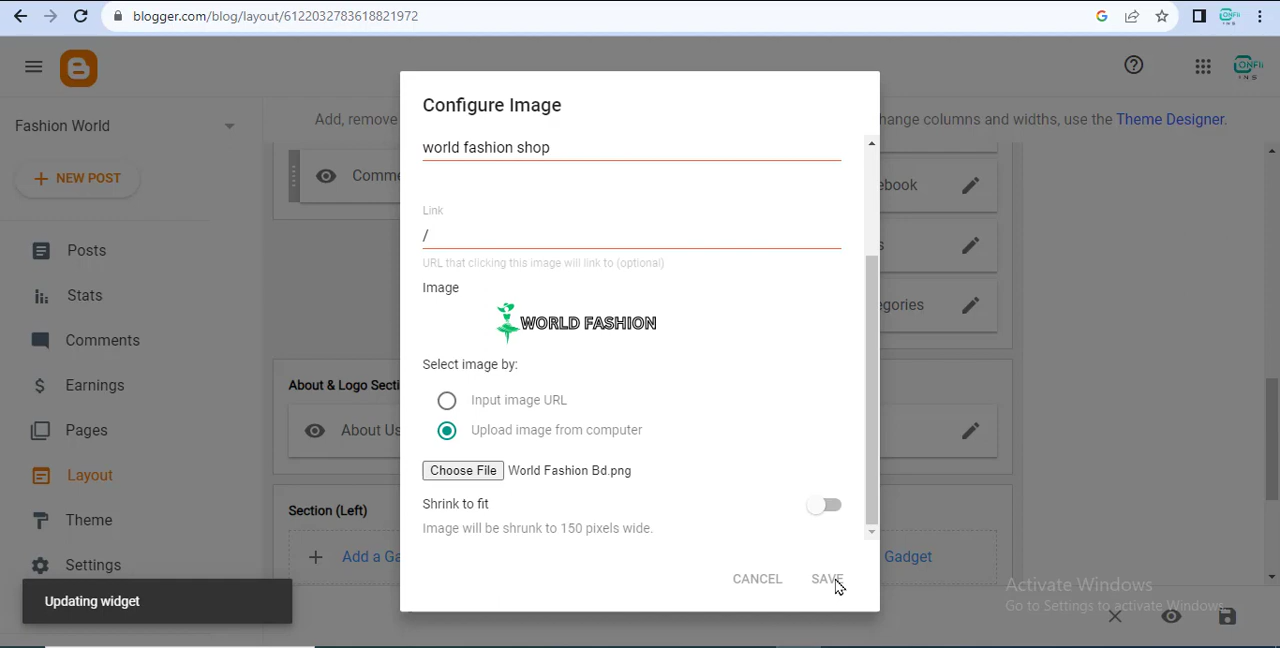 blogger.com/blog/layout/6122032783618821972
Fashion World
NEW POST
Posts
Stats
Comments
Earnings
Pages
Layout
Theme
Settings
Updating widget
Add, remove
hange columns and widths, use the Theme Designer.
Comme
ebook
s
egories
About & Logo Secti
About Us
Section (Left)
Add a Ga
Gadget
Configure Image
world fashion shop
Link
/
URL that clicking this image will link to (optional)
Image
WORLD FASHION
Select image by:
Input image URL
Upload image from computer
Choose File World Fashion Bd.png
Shrink to fit
Image will be shrunk to 150 pixels wide.
CANCEL SAVE
Activate Windows
Go to Settings to activate Windows.